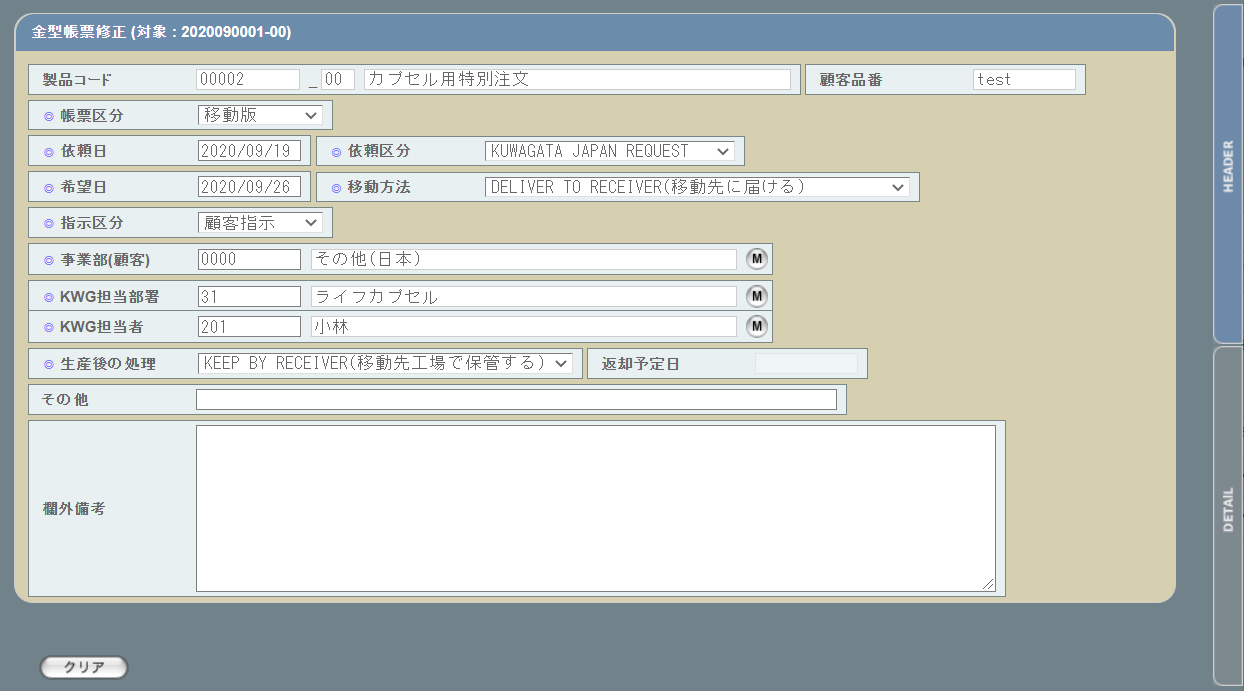 金型帳票修正 (対象：2020090001-00)
製品コード 00002 _ 00 カプセル用特別注文 顧客品番 test
◎ 帳票区分 移動版
◎ 依頼日 2020/09/19 ◎ 依頼区分 KUWAGATA JAPAN REQUEST
◎ 希望日 2020/09/26 ◎ 移動方法 DELIVER TO RECEIVER(移動先に届ける)
◎ 指示区分 顧客指示
◎ 事業部(顧客) 0000 その他(日本) M
◎ KWG担当部署 31 ライフカプセル M
◎ KWG担当者 201 小林 M
◎ 生産後の処理 KEEP BY RECEIVER(移動先工場で保管する) 返却予定日
その他
欄外備考
クリア
HEADER
DETAIL